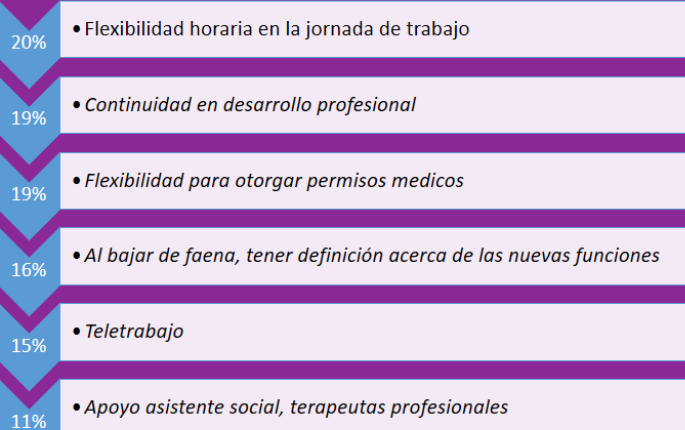 20%
• Flexibilidad horaria en la jornada de trabajo
19%
• Continuidad en desarrollo profesional
19%
• Flexibilidad para otorgar permisos medicos
16%
• Al bajar de faena, tener definición acerca de las nuevas funciones
15%
• Teletrabajo
11%
• Apoyo asistente social, terapeutas profesionales